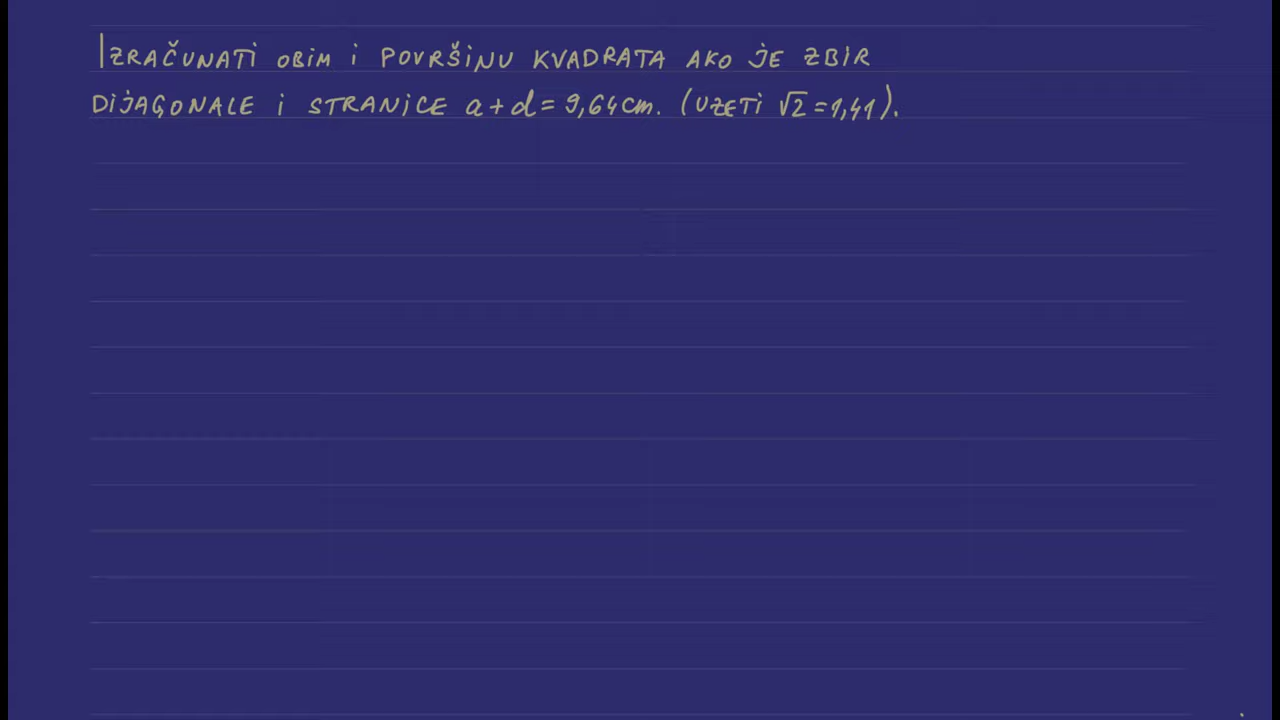 IZRAČUNATI OBIM I POVRŠINU KVADRATA AKO JE ZBIR
DIJAGONALE I STRANICE a+d=9,64cm. (UZETI √2=1,41).